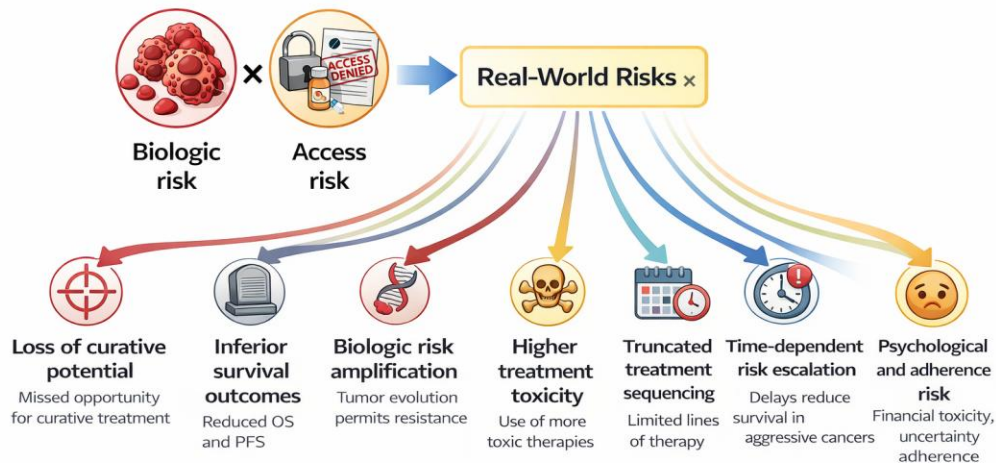 ACCESS
DENIED
×
Biologic
risk
Access
risk
Real-World Risks ×
Loss of curative
potential
Missed opportunity
for curative treatment
Inferior
survival
outcomes
Reduced OS
and PFS
Biologic risk
amplification
Tumor evolution
permits resistance
Higher
treatment
toxicity
Use of more
toxic therapies
Truncated
treatment
sequencing
Limited lines
of therapy
Time-dependent
risk escalation
Delays reduce
survival in
aggressive cancers
Psychological
and adherence
risk
Financial toxicity,
uncertainty
adherence